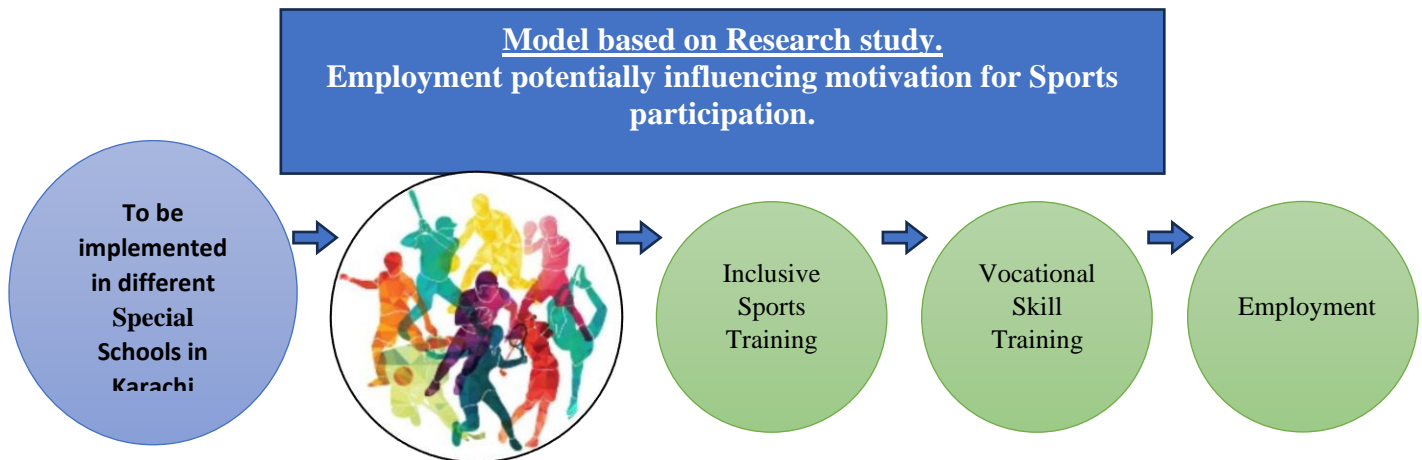 Model based on Research study.
Employment potentially influencing motivation for Sports
participation.
To be
implemented
in different
Special
Schools in
Karachi
Inclusive
Sports
Training
Vocational
Skill
Training
Employment